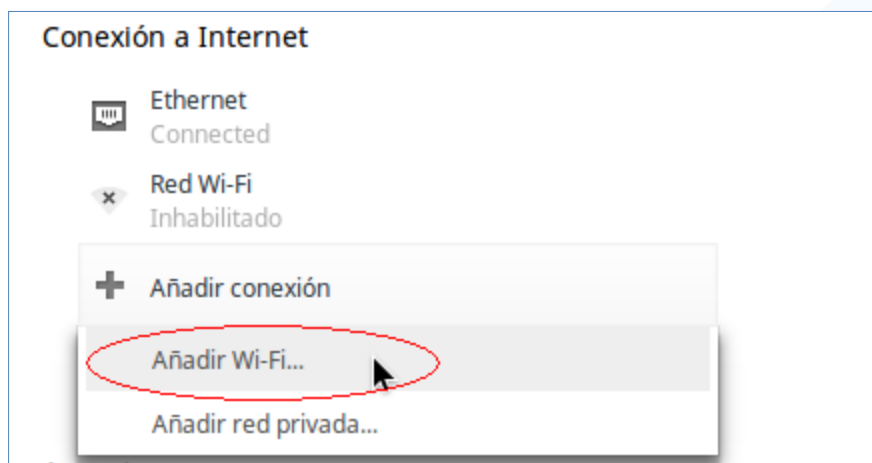 Conexión a Internet
Ethernet
Connected
Red Wi-Fi
Inhabilitado
Añadir conexión
Añadir Wi-Fi...
Añadir red privada...